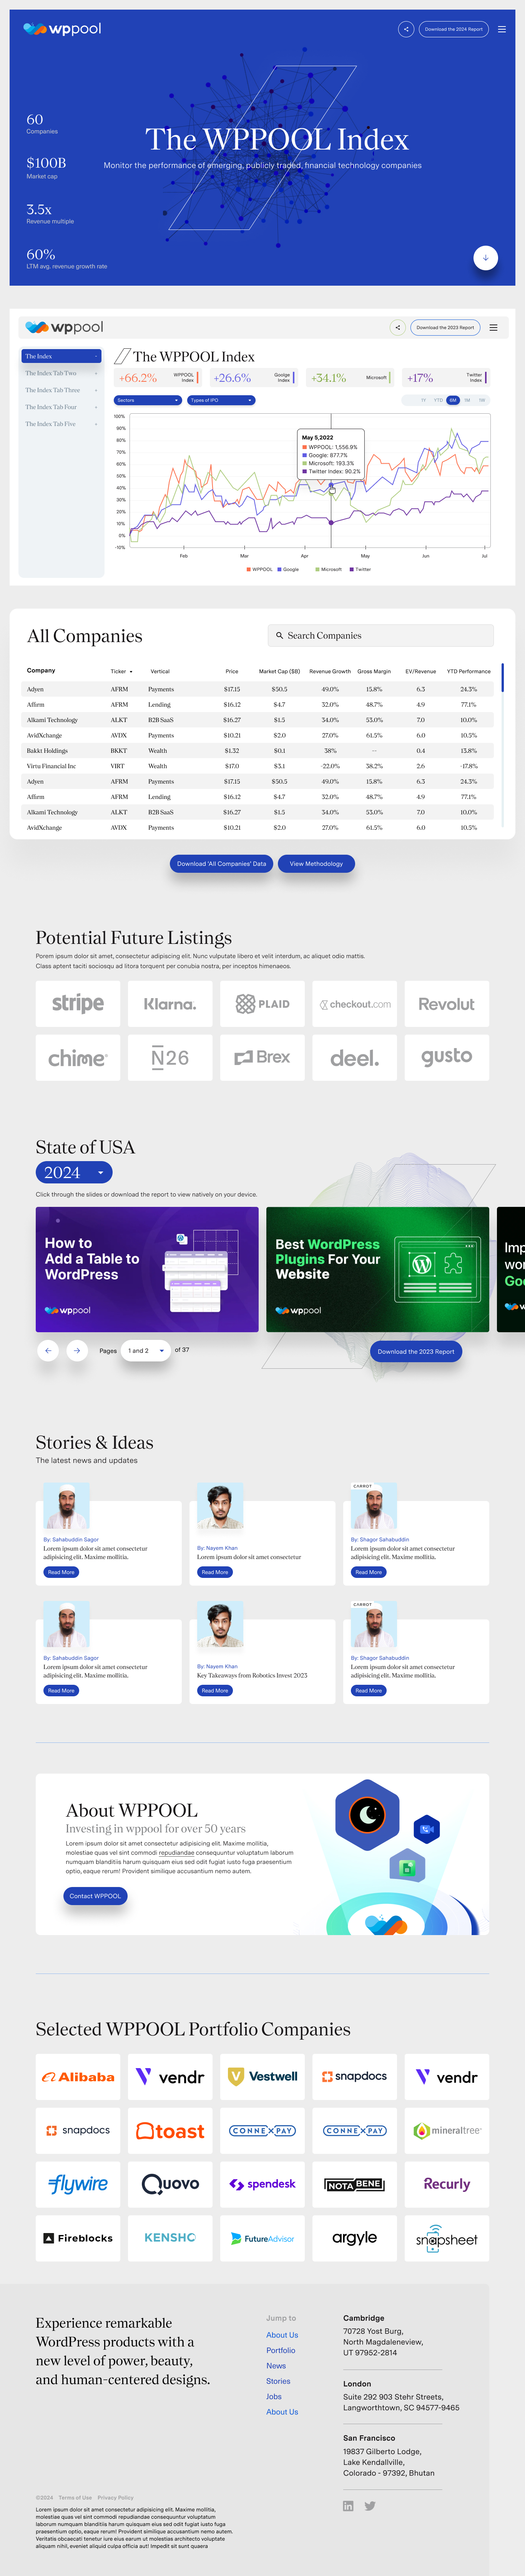 wppool
Download the 2024 Report
60
Companies
$100B
Market cap
3.5x
Revenue multiple
60%
LTM avg. revenue growth rate
The WPPOOL Index
Monitor the performance of emerging, publicly traded, financial technology companies
wppool
Download the 2023 Report
The Index
The Index Tab Two
The Index Tab Three
The Index Tab Four
The Index Tab Five
The WPPOOL Index
+66.2% WPPOOL Index
+26.6% Goolge Index
+34.1% Microsoft
+17% Twitter Index
Sectors
Types of IPO
1Y YTD 6M 1M 1W
100%
90%
80%
70%
60%
50%
40%
30%
20%
10%
0%
-10%
May 5,2022
WPPOOL: 1,556.9%
Google: 877.7%
Microsoft: 193.3%
Twitter Index: 90.2%
Feb Mar Apr May Jun Jul
WPPOOL Google Microsoft Twitter
All Companies
Search Companies
Company Ticker Vertical Price Market Cap ($B) Revenue Growth Gross Margin EV/Revenue YTD Performance
Adyen AFRM Payments $17.15 $50.5 49.0% 15.8% 6.3 24.3%
Affirm AFRM Lending $16.12 $4.7 32.0% 48.7% 4.9 77.1%
Alkami Technology ALKT B2B SaaS $16.27 $1.5 34.0% 53.0% 7.0 10.0%
AvidXchange AVDX Payments $10.21 $2.0 27.0% 61.5% 6.0 10.5%
Bakkt Holdings BKKT Wealth $1.32 $0.1 38% -- 0.4 13.8%
Virtu Financial Inc VIRT Wealth $17.0 $3.1 -22.0% 38.2% 2.6 -17.8%
Adyen AFRM Payments $17.15 $50.5 49.0% 15.8% 6.3 24.3%
Affirm AFRM Lending $16.12 $4.7 32.0% 48.7% 4.9 77.1%
Alkami Technology ALKT B2B SaaS $16.27 $1.5 34.0% 53.0% 7.0 10.0%
AvidXchange AVDX Payments $10.21 $2.0 27.0% 61.5% 6.0 10.5%
Download 'All Companies' Data
View Methodology
Potential Future Listings
Porem ipsum dolor sit amet, consectetur adipiscing elit. Nunc vulputate libero et velit interdum, ac aliquet odio mattis.
Class aptent taciti sociosqu ad litora torquent per conubia nostra, per inceptos himenaeos.
stripe Klarna. PLAID checkout.com Revolut
chime N26 Brex deel. gusto
State of USA
2024
Click through the slides or download the report to view natively on your device.
How to
Add a Table to
WordPress
wppool
Best WordPress
Plugins For Your
Website
wppool
Imp
wor
Goo
Pages
1 and 2
of 37
Download the 2023 Report
Stories & Ideas
The latest news and updates
By: Sahabuddin Sagor
Lorem ipsum dolor sit amet consectetur
adipisicing elit. Maxime mollitia.
Read More
By: Nayem Khan
Lorem ipsum dolor sit amet consectetur
Read More
CARROT
By: Shagor Sahabuddin
Lorem ipsum dolor sit amet consectetur
adipisicing elit. Maxime mollitia.
Read More
By: Sahabuddin Sagor
Lorem ipsum dolor sit amet consectetur
adipisicing elit. Maxime mollitia.
Read More
By: Nayem Khan
Key Takeaways from Robotics Invest 2023
Read More
CARROT
By: Shagor Sahabuddin
Lorem ipsum dolor sit amet consectetur
adipisicing elit. Maxime mollitia.
Read More
About WPPOOL
Investing in wppool for over 50 years
Lorem ipsum dolor sit amet consectetur adipisicing elit. Maxime mollitia,
molestiae quas vel sint commodi repudiandae consequuntur voluptatum laborum
numquam blanditiis harum quisquam eius sed odit fugiat iusto fuga praesentium
optio, eaque rerum! Provident similique accusantium nemo autem.
Contact WPPOOL
Selected WPPOOL Portfolio Companies
Alibaba vendr Vestwell snapdocs vendr
snapdocs toast CONNEXPAY CONNEXPAY mineraltree
flywire Quovo spendesk NOTABENE Recurly
Fireblocks KENSHO FutureAdvisor argyle snapsheet
Experience remarkable
WordPress products with a
new level of power, beauty,
and human-centered designs.
Jump to
About Us
Portfolio
News
Stories
Jobs
About Us
Cambridge
70728 Yost Burg,
North Magdaleneview,
UT 97952-2814
London
Suite 292 903 Stehr Streets,
Langworthtown, SC 94577-9465
San Francisco
19837 Gilberto Lodge,
Lake Kendallville,
Colorado - 97392, Bhutan
©2024 Terms of Use Privacy Policy
Lorem ipsum dolor sit amet consectetur adipisicing elit. Maxime mollitia,
molestiae quas vel sint commodi repudiandae consequuntur voluptatum
laborum numquam blanditiis harum quisquam eius sed odit fugiat iusto fuga
praesentium optio, eaque rerum! Provident similique accusantium nemo autem.
Veritatis obcaecati tenetur iure eius earum ut molestias architecto voluptate
aliquam nihil, eveniet aliquid culpa officia aut! Impedit sit sunt quaera